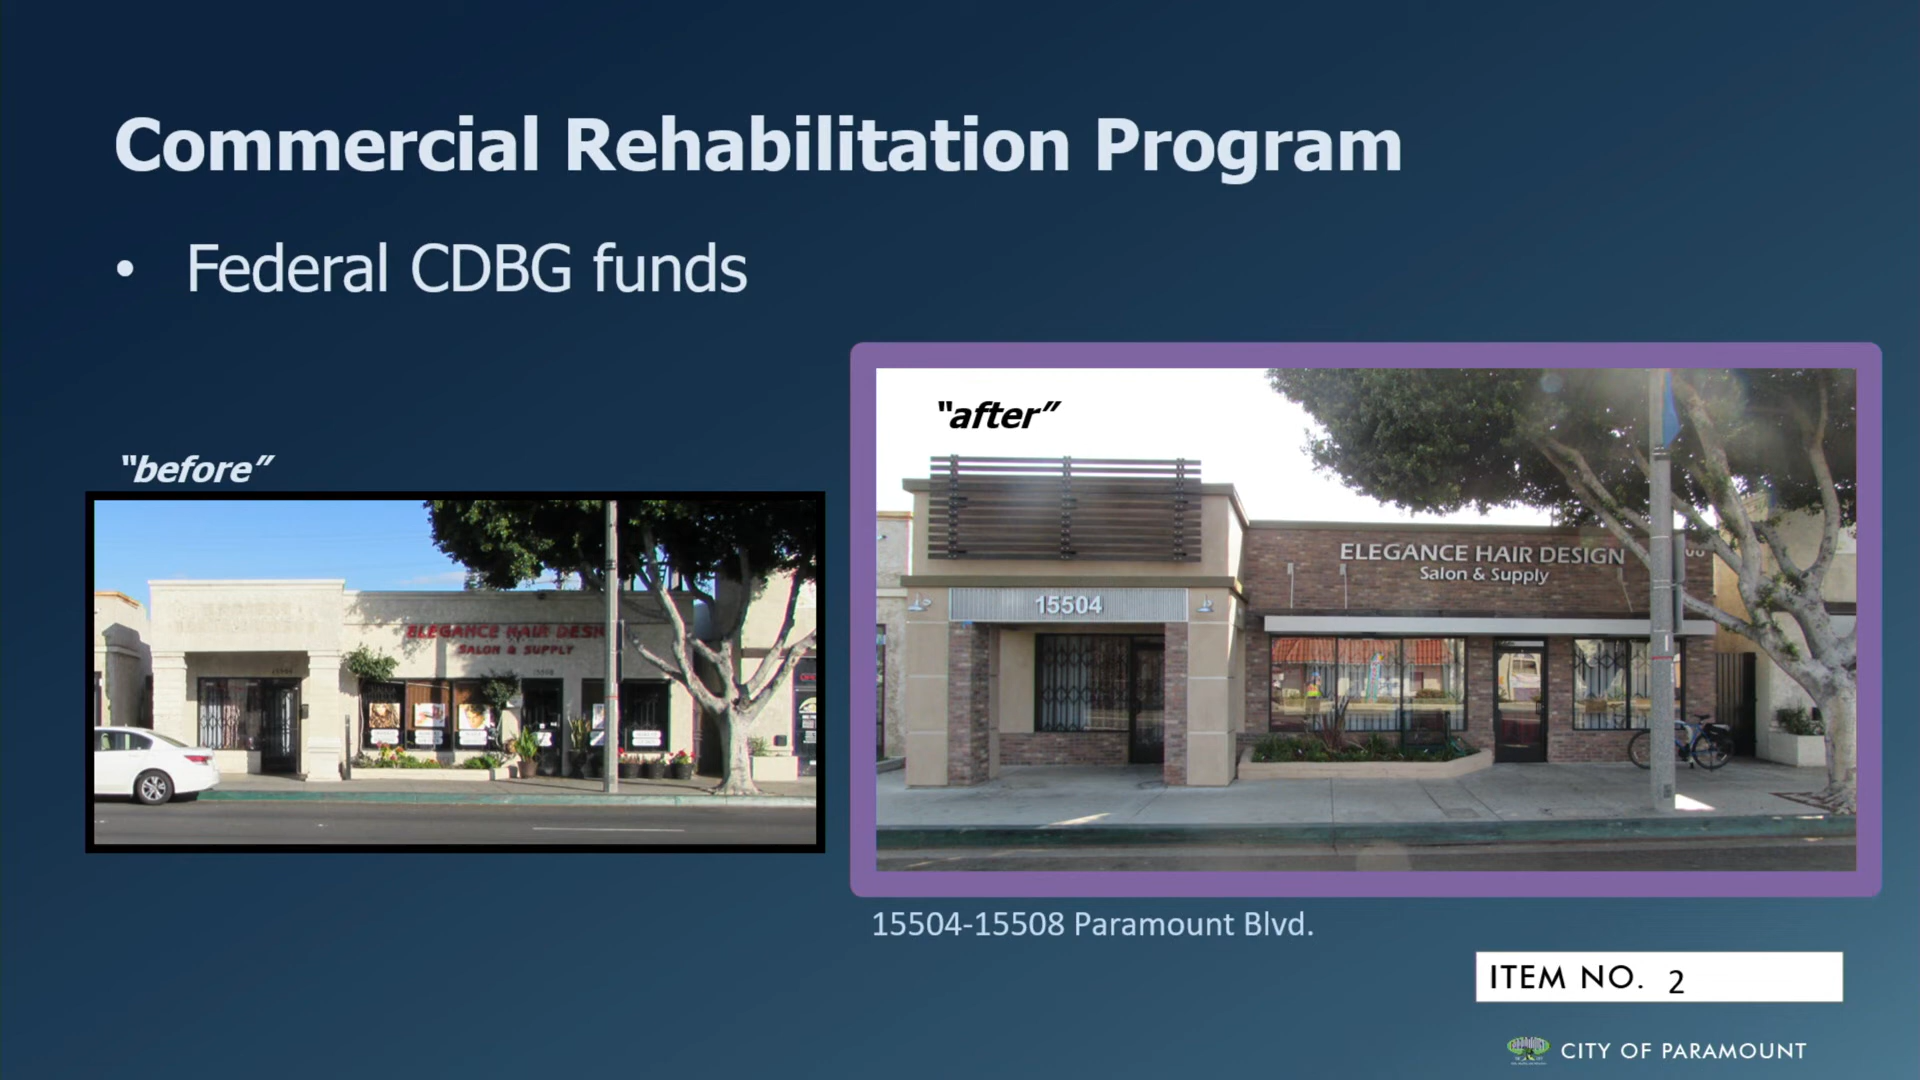 Commercial Rehabilitation Program
• Federal CDBG funds
"before"
ELEGANCE HAIR DESIGN
SALON & SUPPLY
15508
"after"
ELEGANCE HAIR DESIGN
Salon & Supply
15504
15504-15508 Paramount Blvd.
ITEM NO. 2
CITY OF PARAMOUNT